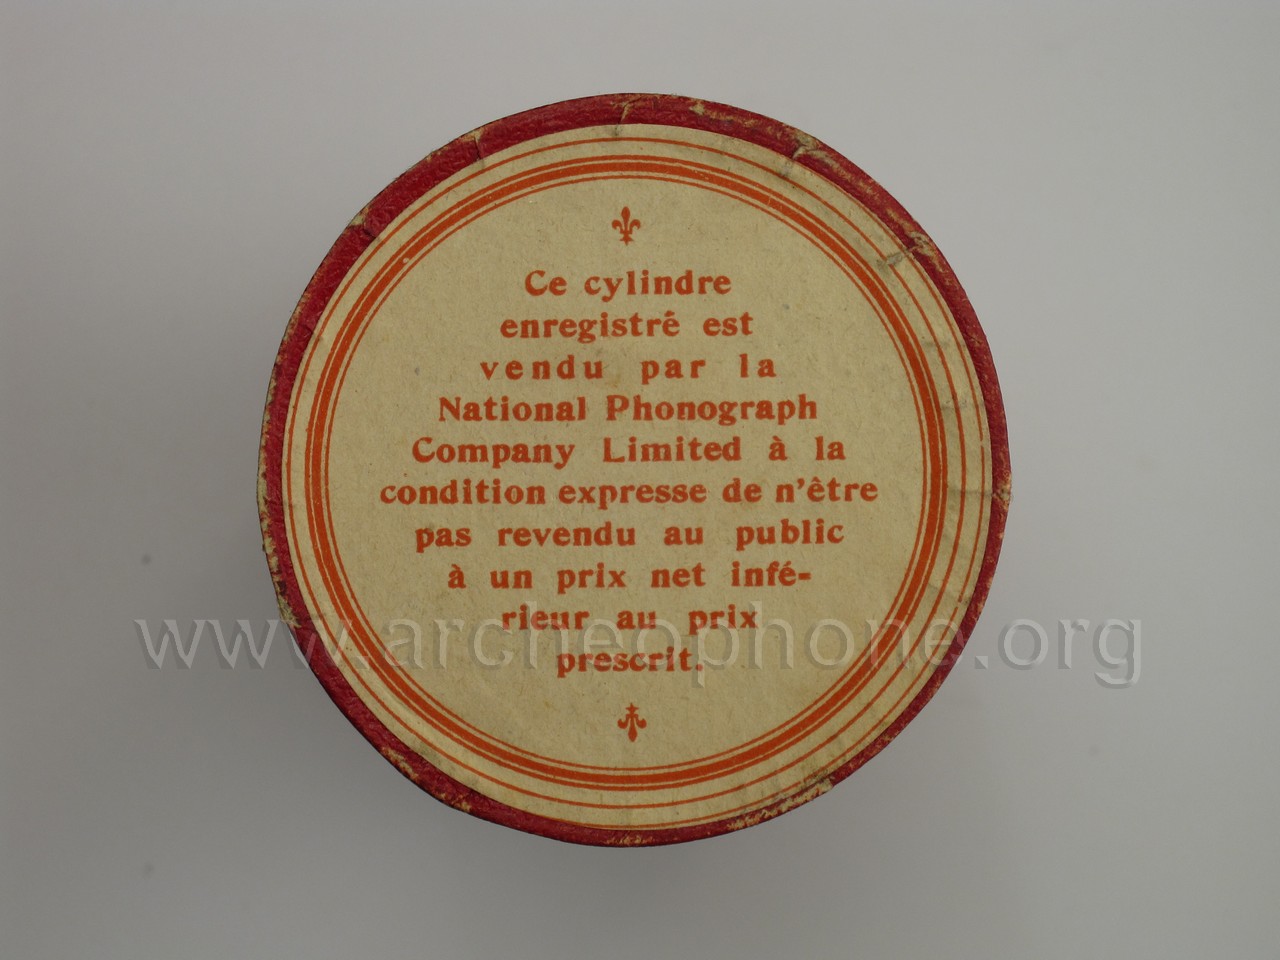 Ce cylindre
enregistré est
vendu par la
National Phonograph
Company Limited à la
condition expresse de n'être
pas revendu au public
à un prix net infé-
rieur au prix
www.archeophone.org
prescrit.